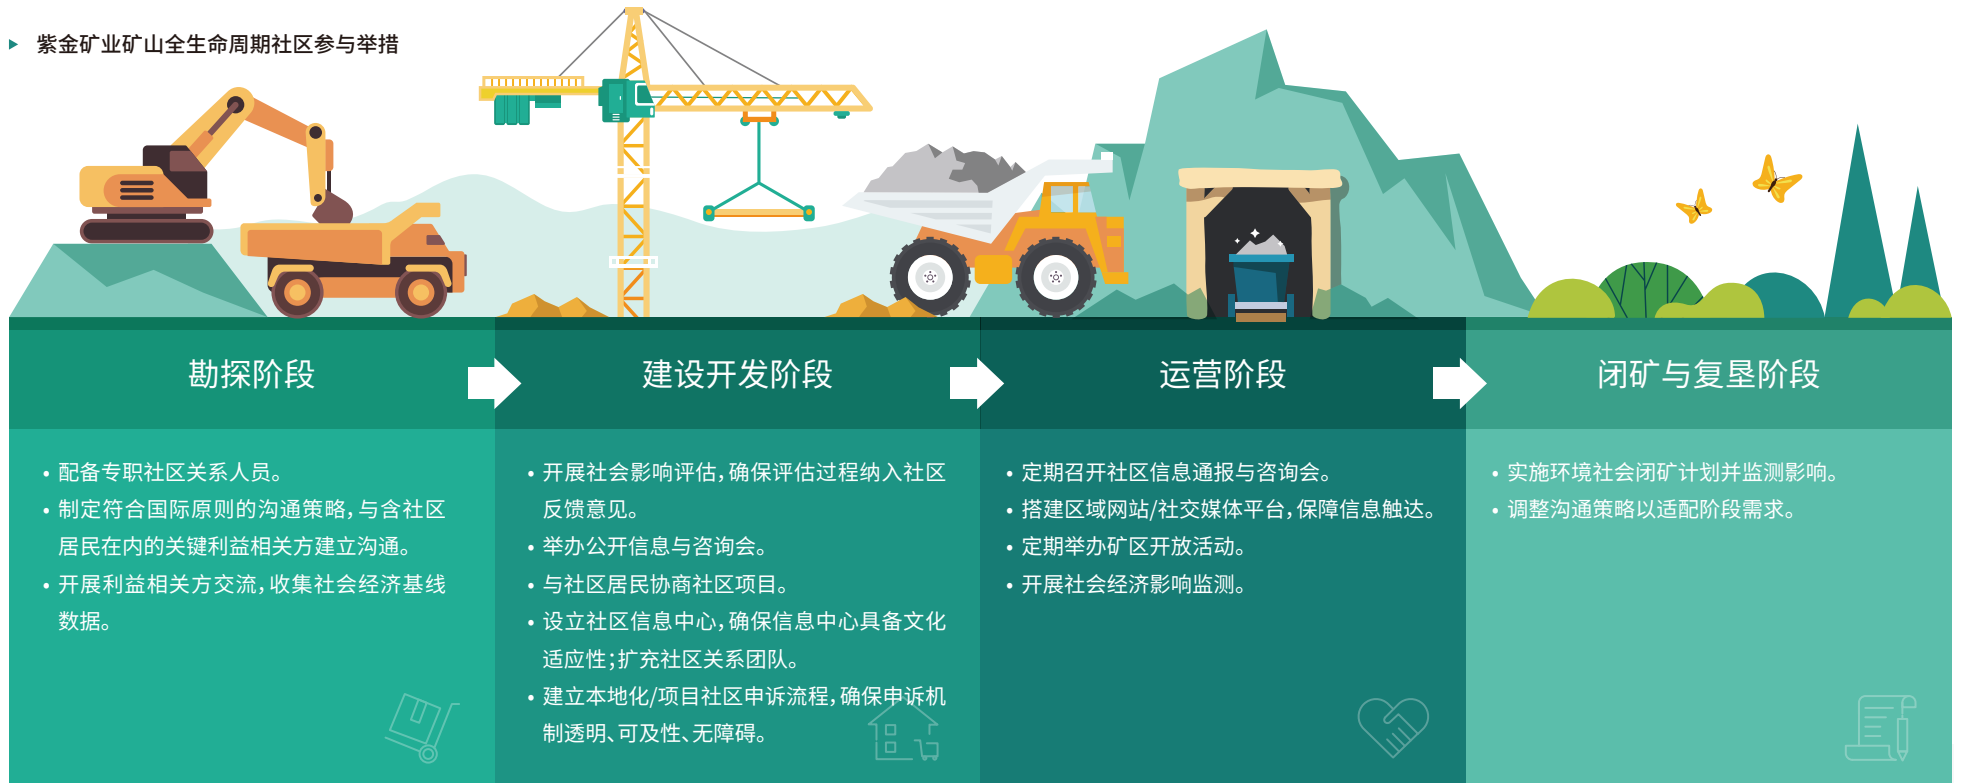 紫金矿业矿山全生命周期社区参与举措
勘探阶段
• 配备专职社区关系人员。
• 制定符合国际原则的沟通策略，与含社区
居民在内的关键利益相关方建立沟通。
• 开展利益相关方交流，收集社会经济基线
数据。
建设开发阶段
• 开展社会影响评估，确保评估过程纳入社区
反馈意见。
• 举办公开信息与咨询会。
• 与社区居民协商社区项目。
• 设立社区信息中心，确保信息中心具备文化
适应性；扩充社区关系团队。
• 建立本地化/项目社区申诉流程，确保申诉机
制透明、可及性、无障碍。
运营阶段
• 定期召开社区信息通报与咨询会。
• 搭建区域网站/社交媒体平台，保障信息触达。
• 定期举办矿区开放活动。
• 开展社会经济影响监测。
闭矿与复垦阶段
• 实施环境社会闭矿计划并监测影响。
• 调整沟通策略以适配阶段需求。